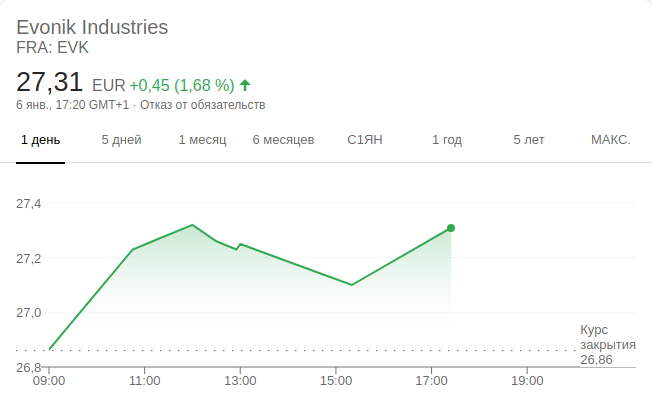 Evonik Industries
FRA: EVK
27,31 EUR +0,45 (1,68 %)
6 янв., 17:20 GMT+1 · Отказ от обязательств
1 день 5 дней 1 месяц 6 месяцев С1ЯН 1 год 5 лет МАКС.
27,4
27,2
27,0
Курс
закрытия
26,86
26,8
09:00 11:00 13:00 15:00 17:00 19:00